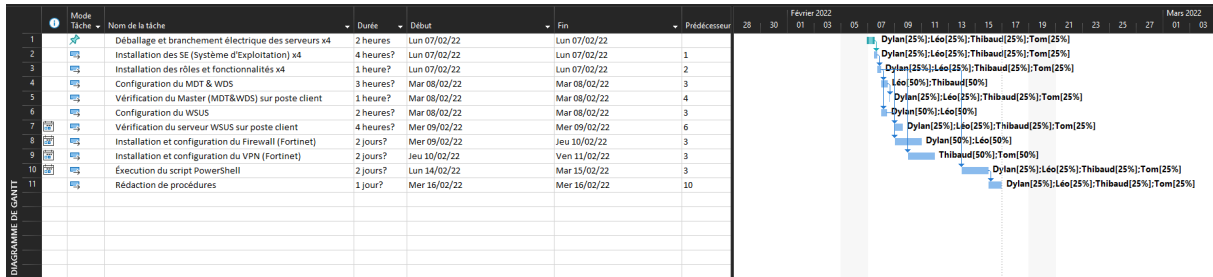 Mode Tâche Nom de la tâche Durée Début Fin Prédécesseur
Février 2022 Mars 2022
28 30 01 03 05 07 09 11 13 15 17 19 21 23 25 27 01 03
1 Déballage et branchement électrique des serveurs x4 2 heures Lun 07/02/22 Lun 07/02/22 Dylan[25%];Léo[25%];Thibaud[25%];Tom[25%]
2 Installation des SE (Système d'Exploitation) x4 4 heures? Lun 07/02/22 Lun 07/02/22 1 Dylan[25%];Léo[25%];Thibaud[25%];Tom[25%]
3 Installation des rôles et fonctionnalités x4 1 heure? Lun 07/02/22 Lun 07/02/22 2 Dylan[25%];Léo[25%];Thibaud[25%];Tom[25%]
4 Configuration du MDT & WDS 3 heures? Mar 08/02/22 Mar 08/02/22 3 Léo[50%];Thibaud[50%]
5 Vérification du Master (MDT&WDS) sur poste client 1 heure? Mar 08/02/22 Mar 08/02/22 4 Dylan[25%];Léo[25%];Thibaud[25%];Tom[25%]
6 Configuration du WSUS 2 heures? Mar 08/02/22 Mar 08/02/22 3 Dylan[50%];Léo[50%]
7 Vérification du serveur WSUS sur poste client 4 heures? Mer 09/02/22 Mer 09/02/22 6 Dylan[25%];Léo[25%];Thibaud[25%];Tom[25%]
8 Installation et configuration du Firewall (Fortinet) 2 jours? Mer 09/02/22 Jeu 10/02/22 3 Dylan[50%];Léo[50%]
9 Installation et configuration du VPN (Fortinet) 2 jours? Jeu 10/02/22 Ven 11/02/22 3 Thibaud[50%];Tom[50%]
10 Éxecution du script PowerShell 2 jours? Lun 14/02/22 Mar 15/02/22 3 Dylan[25%];Léo[25%];Thibaud[25%];Tom[25%]
11 Rédaction de procédures 1 jour? Mer 16/02/22 Mer 16/02/22 10 Dylan[25%];Léo[25%];Thibaud[25%];Tom[25%]
DIAGRAMME DE GANTT